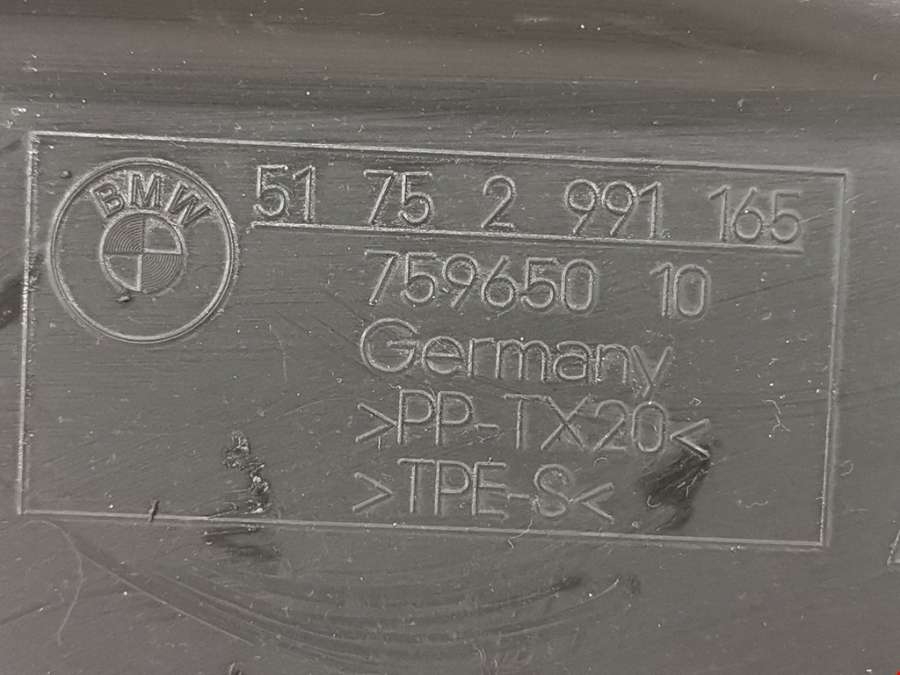 BMW
51 75 2 991 165
759650 10
Germany
>PP-TX20<
>TPE-S<